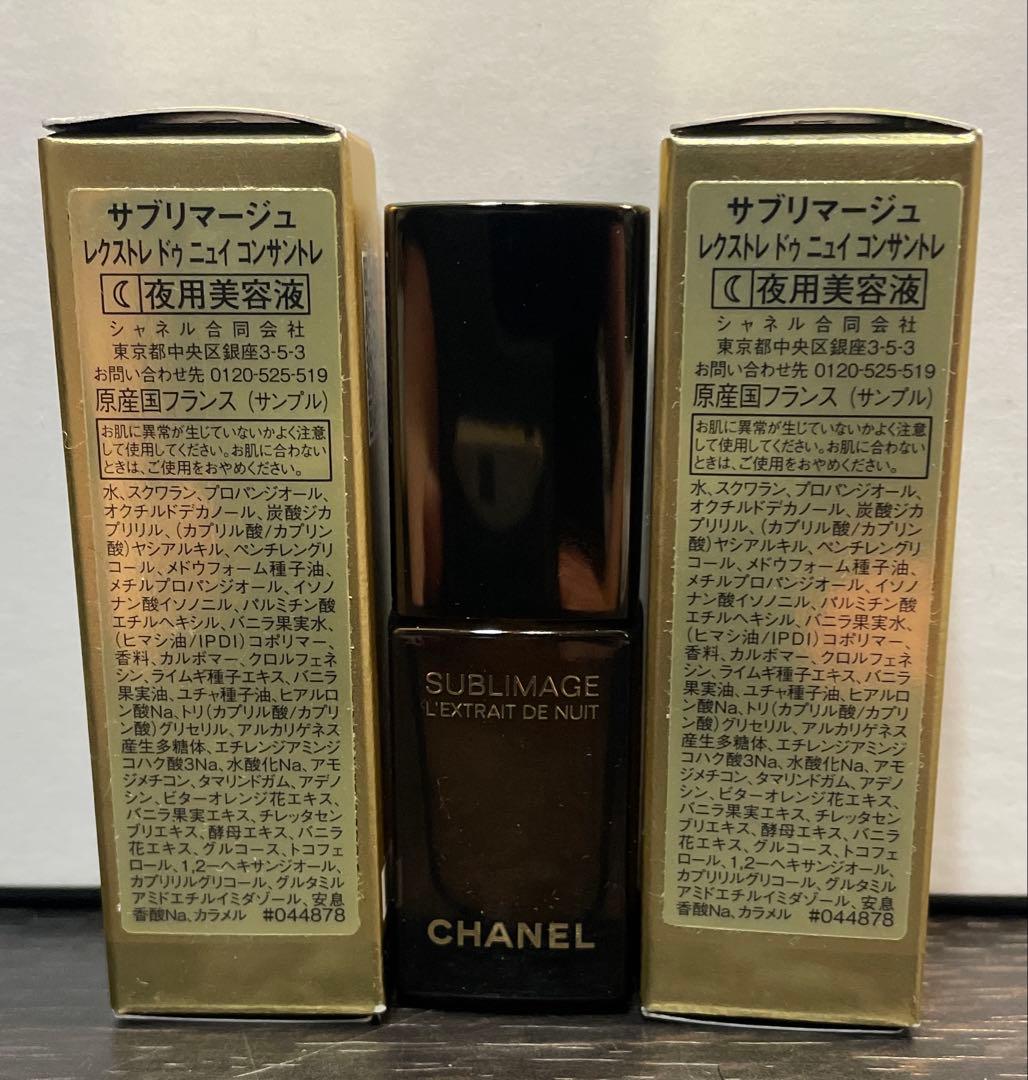 サブリマージュ
レクストレ ドゥ ニュイ コンサントレ
夜用美容液
シャネル合同会社
東京都中央区銀座3-5-3
お問い合わせ先 0120-525-519
原産国フランス (サンプル)
お肌に異常が生じていないかよく注意
して使用してください。お肌に合わない
ときは、ご使用をおやめください。
水、スクワラン、プロパンジオール、
オクチルドデカノール、炭酸ジカ
プリリル、(カプリル酸/カプリン
酸)ヤシアルキル、ペンチレングリ
コール、メドウフォーム種子油、
メチルプロパンジオール、イソノ
ナン酸イソノニル、パルミチン酸
エチルヘキシル、バニラ果実水、
(ヒマシ油/IPDI)コポリマー、
香料、カルボマー、クロルフェネ
シン、ライムギ種子エキス、バニラ
果実油、ユチャ種子油、ヒアルロ
ン酸Na、トリ(カプリル酸/カプリ
ン酸)グリセリル、アルカリゲネス
産生多糖体、エチレンジアミンジ
コハク酸3Na、水酸化Na、アモ
ジメチコン、タマリンドガム、アデノ
シン、ビターオレンジ花エキス、
バニラ果実エキス、チレッタセン
ブリエキス、酵母エキス、バニラ
花エキス、グルコース、トコフェ
ロール、1,2-ヘキサンジオール、
カプリリルグリコール、グルタミル
アミドエチルイミダゾール、安息
香酸Na、カラメル #044878
SUBLIMAGE
L'EXTRAIT DE NUIT
CHANEL
サブリマージュ
レクストレ ドゥ ニュイ コンサントレ
夜用美容液
シャネル合同会社
東京都中央区銀座3-5-3
お問い合わせ先 0120-525-519
原産国フランス (サンプル)
お肌に異常が生じていないかよく注意
して使用してください。お肌に合わない
ときは、ご使用をおやめください。
水、スクワラン、プロパンジオール、
オクチルドデカノール、炭酸ジカ
プリリル、(カプリル酸/カプリン
酸)ヤシアルキル、ペンチレングリ
コール、メドウフォーム種子油、
メチルプロパンジオール、イソノ
ナン酸イソノニル、パルミチン酸
エチルヘキシル、バニラ果実水、
(ヒマシ油/IPDI)コポリマー、
香料、カルボマー、クロルフェネ
シン、ライムギ種子エキス、バニラ
果実油、ユチャ種子油、ヒアルロ
ン酸Na、トリ(カプリル酸/カプリ
ン酸)グリセリル、アルカリゲネス
産生多糖体、エチレンジアミンジ
コハク酸3Na、水酸化Na、アモ
ジメチコン、タマリンドガム、アデノ
シン、ビターオレンジ花エキス、
バニラ果実エキス、チレッタセン
ブリエキス、酵母エキス、バニラ
花エキス、グルコース、トコフェ
ロール、1,2-ヘキサンジオール、
カプリリルグリコール、グルタミル
アミドエチルイミダゾール、安息
香酸Na、カラメル #044878